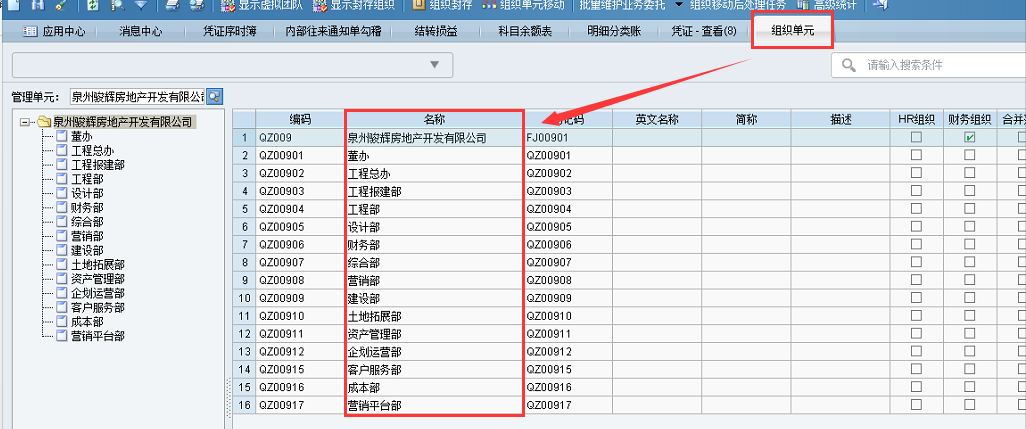 显示虚拟团队 显示封存组织 组织封存 组织单元移动 批量维护业务委托 组织移动后处理任务 高级统计
应用中心 消息中心 凭证序时簿 内部往来通知单勾稽 结转损益 科目余额表 明细分类账 凭证 - 查看(8) 组织单元
请输入搜索条件
管理单元： 泉州骏辉房地产开发有限公司
泉州骏辉房地产开发有限公司
董办
工程总办
工程报建部
工程部
设计部
财务部
综合部
营销部
建设部
土地拓展部
资产管理部
企划运营部
客户服务部
成本部
营销平台部
编码 名称 记码 英文名称 简称 描述 HR组织 财务组织 合并
1 QZ009 泉州骏辉房地产开发有限公司 FJ00901
2 QZ00901 董办 QZ00901
3 QZ00902 工程总办 QZ00902
4 QZ00903 工程报建部 QZ00903
5 QZ00904 工程部 QZ00904
6 QZ00905 设计部 QZ00905
7 QZ00906 财务部 QZ00906
8 QZ00907 综合部 QZ00907
9 QZ00908 营销部 QZ00908
10 QZ00909 建设部 QZ00909
11 QZ00910 土地拓展部 QZ00910
12 QZ00911 资产管理部 QZ00911
13 QZ00912 企划运营部 QZ00912
14 QZ00915 客户服务部 QZ00915
15 QZ00916 成本部 QZ00916
16 QZ00917 营销平台部 QZ00917